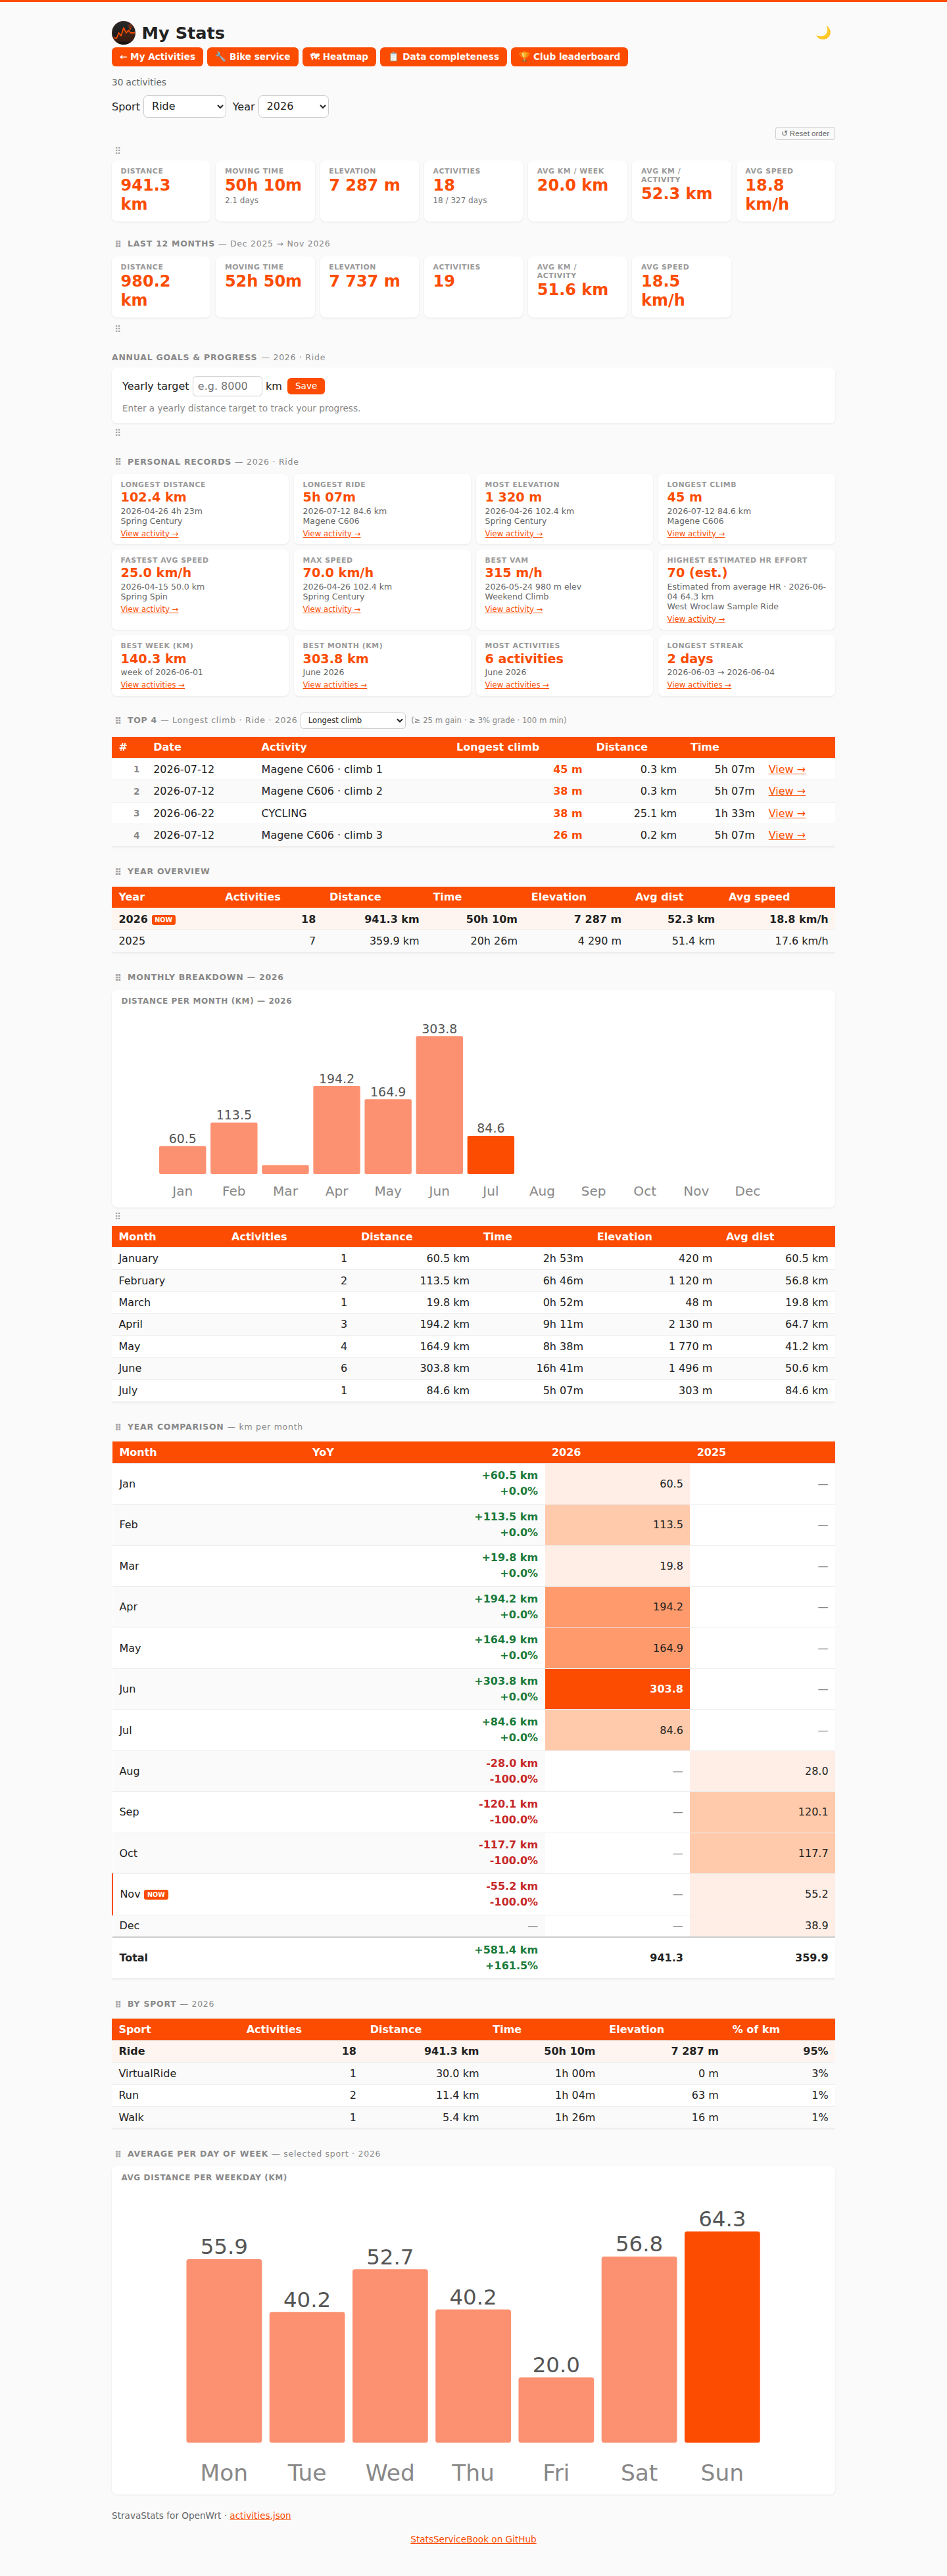 My Stats
🌙
← My Activities 🔧 Bike service 🗺 Heatmap 📋 Data completeness 🏆 Club leaderboard
30 activities
Sport Ride Year 2026
↺ Reset order
DISTANCE
941.3 km
MOVING TIME
50h 10m
2.1 days
ELEVATION
7 287 m
ACTIVITIES
18
18 / 327 days
AVG KM / WEEK
20.0 km
AVG KM / ACTIVITY
52.3 km
AVG SPEED
18.8 km/h
LAST 12 MONTHS — Dec 2025 → Nov 2026
DISTANCE
980.2 km
MOVING TIME
52h 50m
ELEVATION
7 737 m
ACTIVITIES
19
AVG KM / ACTIVITY
51.6 km
AVG SPEED
18.5 km/h
ANNUAL GOALS & PROGRESS — 2026 · Ride
Yearly target e.g. 8000 km Save
Enter a yearly distance target to track your progress.
PERSONAL RECORDS — 2026 · Ride
LONGEST DISTANCE
102.4 km
2026-04-26 4h 23m
Spring Century
View activity →
LONGEST RIDE
5h 07m
2026-07-12 84.6 km
Magene C606
View activity →
MOST ELEVATION
1 320 m
2026-04-26 102.4 km
Spring Century
View activity →
LONGEST CLIMB
45 m
2026-07-12 84.6 km
Magene C606
View activity →
FASTEST AVG SPEED
25.0 km/h
2026-04-15 50.0 km
Spring Spin
View activity →
MAX SPEED
70.0 km/h
2026-04-26 102.4 km
Spring Century
View activity →
BEST VAM
315 m/h
2026-05-24 980 m elev
Weekend Climb
View activity →
HIGHEST ESTIMATED HR EFFORT
70 (est.)
Estimated from average HR · 2026-06-
04 64.3 km
West Wroclaw Sample Ride
View activity →
BEST WEEK (KM)
140.3 km
week of 2026-06-01
View activities →
BEST MONTH (KM)
303.8 km
June 2026
View activities →
MOST ACTIVITIES
6 activities
June 2026
View activities →
LONGEST STREAK
2 days
2026-06-03 → 2026-06-04
View activities →
TOP 4 — Longest climb · Ride · 2026 Longest climb (≥ 25 m gain · ≥ 3% grade · 100 m min)
# Date Activity Longest climb Distance Time
1 2026-07-12 Magene C606 · climb 1 45 m 0.3 km 5h 07m View →
2 2026-07-12 Magene C606 · climb 2 38 m 0.3 km 5h 07m View →
3 2026-06-22 CYCLING 38 m 25.1 km 1h 33m View →
4 2026-07-12 Magene C606 · climb 3 26 m 0.2 km 5h 07m View →
YEAR OVERVIEW
Year Activities Distance Time Elevation Avg dist Avg speed
2026 NOW 18 941.3 km 50h 10m 7 287 m 52.3 km 18.8 km/h
2025 7 359.9 km 20h 26m 4 290 m 51.4 km 17.6 km/h
MONTHLY BREAKDOWN — 2026
DISTANCE PER MONTH (KM) — 2026
60.5 113.5 194.2 164.9 303.8 84.6
Jan Feb Mar Apr May Jun Jul Aug Sep Oct Nov Dec
Month Activities Distance Time Elevation Avg dist
January 1 60.5 km 2h 53m 420 m 60.5 km
February 2 113.5 km 6h 46m 1 120 m 56.8 km
March 1 19.8 km 0h 52m 48 m 19.8 km
April 3 194.2 km 9h 11m 2 130 m 64.7 km
May 4 164.9 km 8h 38m 1 770 m 41.2 km
June 6 303.8 km 16h 41m 1 496 m 50.6 km
July 1 84.6 km 5h 07m 303 m 84.6 km
YEAR COMPARISON — km per month
Month YoY 2026 2025
Jan +60.5 km +0.0% 60.5 —
Feb +113.5 km +0.0% 113.5 —
Mar +19.8 km +0.0% 19.8 —
Apr +194.2 km +0.0% 194.2 —
May +164.9 km +0.0% 164.9 —
Jun +303.8 km +0.0% 303.8 —
Jul +84.6 km +0.0% 84.6 —
Aug -28.0 km -100.0% — 28.0
Sep -120.1 km -100.0% — 120.1
Oct -117.7 km -100.0% — 117.7
Nov NOW -55.2 km -100.0% — 55.2
Dec — — 38.9
Total +581.4 km +161.5% 941.3 359.9
BY SPORT — 2026
Sport Activities Distance Time Elevation % of km
Ride 18 941.3 km 50h 10m 7 287 m 95%
VirtualRide 1 30.0 km 1h 00m 0 m 3%
Run 2 11.4 km 1h 04m 63 m 1%
Walk 1 5.4 km 1h 26m 16 m 1%
AVERAGE PER DAY OF WEEK — selected sport · 2026
AVG DISTANCE PER WEEKDAY (KM)
55.9 40.2 52.7 40.2 20.0 56.8 64.3
Mon Tue Wed Thu Fri Sat Sun
StravaStats for OpenWrt · activities.json
StatsServiceBook on GitHub